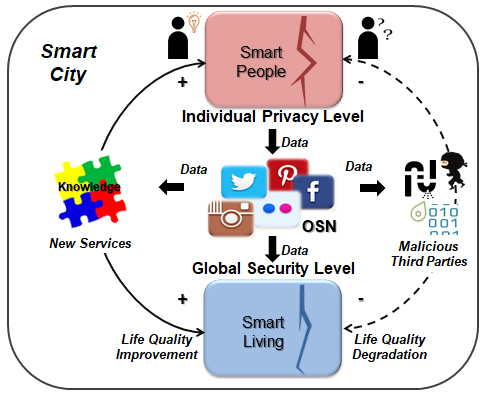 Smart
City
? ? ?
Smart
People
+
-
Individual Privacy Level
Data
Data
Data
Knowledge
f
010
001
001
OSN
New Services
Malicious
Third Parties
Data
Global Security Level
+
-
Smart
Living
Life Quality
Improvement
Life Quality
Degradation